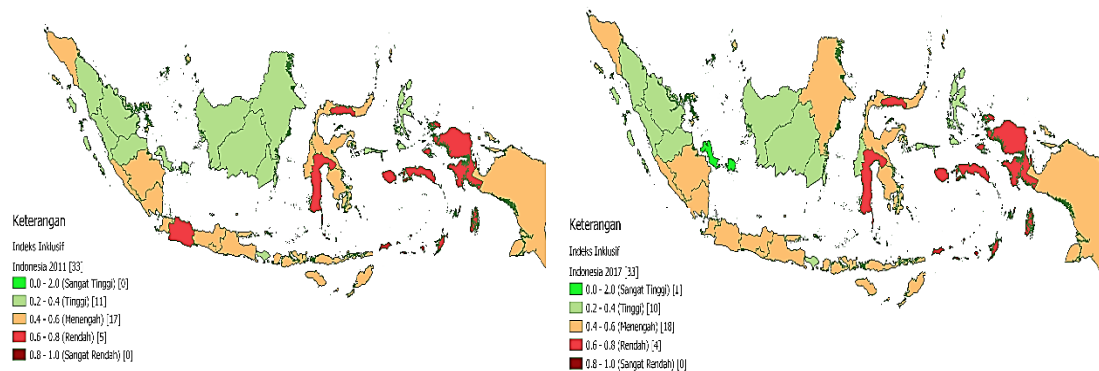 Keterangan
Indeks Inklusif
Indonesia 2011 [33]
0.0 - 2.0 (Sangat Tinggi) [0]
0.2 - 0.4 (Tinggi) [11]
0.4 - 0.6 (Menengah) [17]
0.6 - 0.8 (Rendah) [5]
0.8 - 1.0 (Sangat Rendah) [0]
Keterangan
Indeks Inklusif
Indonesia 2017 [33]
0.0 - 2.0 (Sangat Tinggi) [1]
0.2 - 0.4 (Tinggi) [10]
0.4 - 0.6 (Menengah) [18]
0.6 - 0.8 (Rendah) [4]
0.8 - 1.0 (Sangat Rendah) [0]